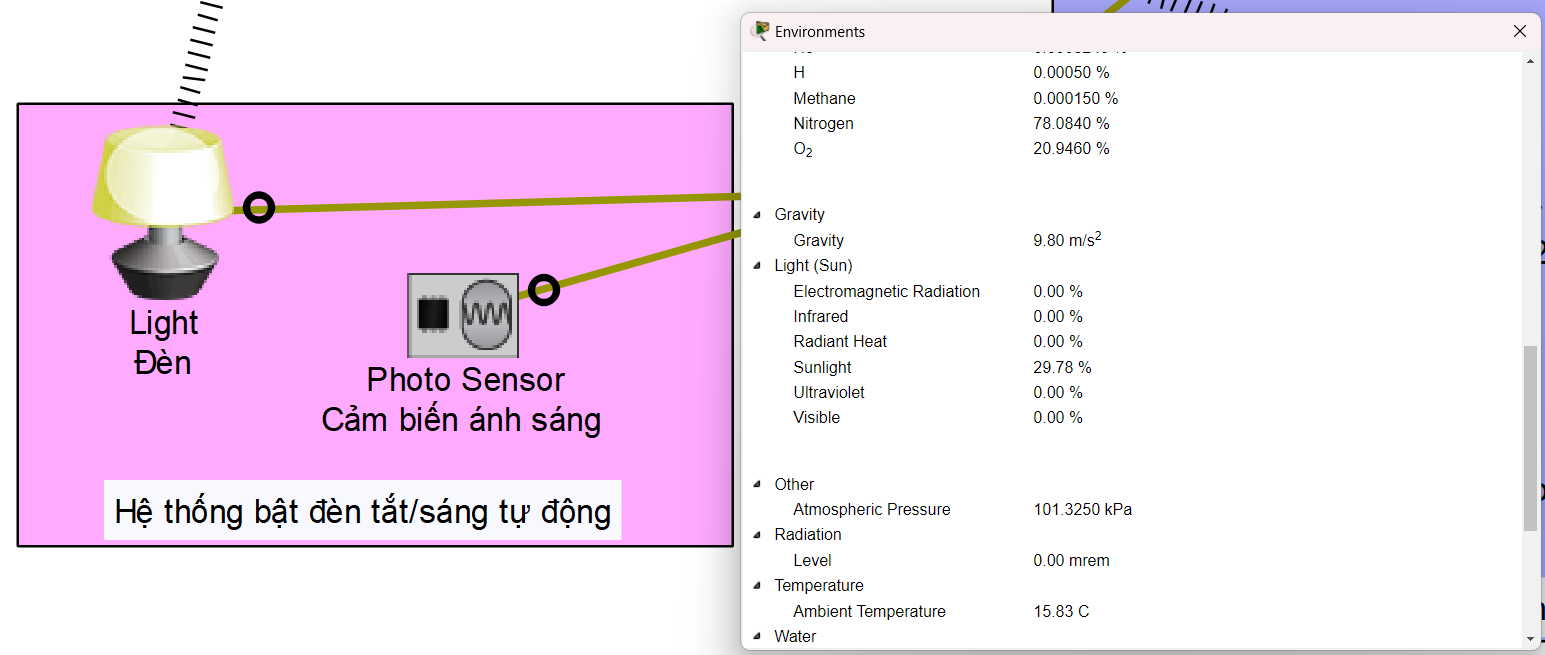 Light
Đèn
Photo Sensor
Cảm biến ánh sáng
Hệ thống bật đèn tắt/sáng tự động
Environments
H 0.00050 %
Methane 0.000150 %
Nitrogen 78.0840 %
O2 20.9460 %
Gravity
Gravity 9.80 m/s2
Light (Sun)
Electromagnetic Radiation 0.00 %
Infrared 0.00 %
Radiant Heat 0.00 %
Sunlight 29.78 %
Ultraviolet 0.00 %
Visible 0.00 %
Other
Atmospheric Pressure 101.3250 kPa
Radiation
Level 0.00 mrem
Temperature
Ambient Temperature 15.83 C
Water